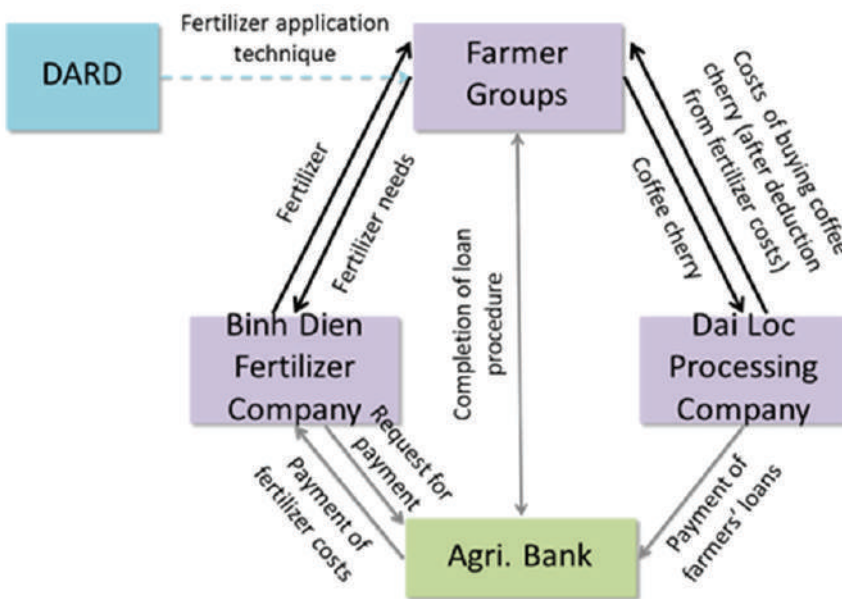 Fertilizer application
technique
DARD
Farmer
Groups
Fertilizer
Fertilizer needs
Completion of loan
procedure
Coffee cherry
Costs of buying coffee
cherry (after deduction
from fertilizer costs)
Binh Dien
Fertilizer
Company
Dai Loc
Processing
Company
Request for
payment
Payment of
fertilizer costs
Payment of
farmers' loans
Agri. Bank